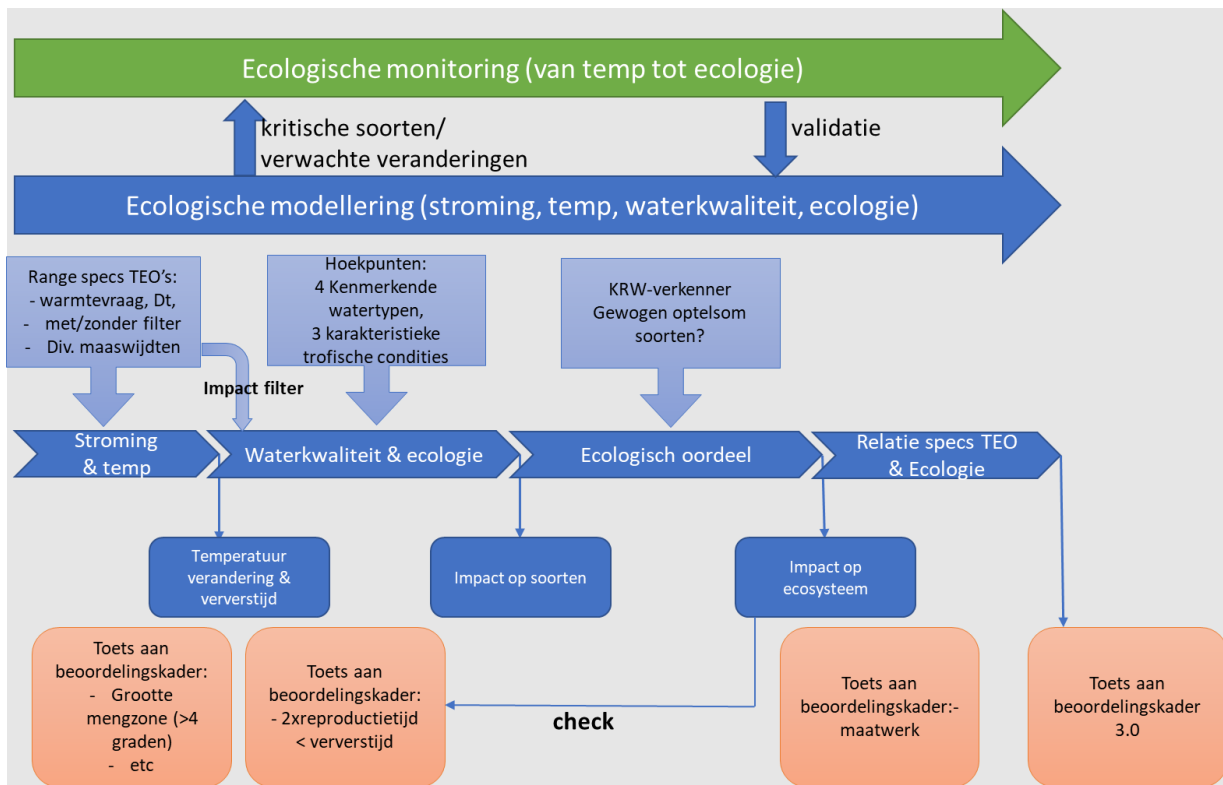 Ecologische monitoring (van temp tot ecologie)
kritische soorten/
verwachte veranderingen
validatie
Ecologische modellering (stroming, temp, waterkwaliteit, ecologie)
Range specs TEO's:
- warmtevraag, Dt,
- met/zonder filter
- Div. maaswijdten
Hoekpunten:
4 Kenmerkende
watertypen,
3 karakteristieke
trofische condities
KRW-verkenner
Gewogen optelsom
soorten?
Impact filter
Stroming
& temp
Waterkwaliteit & ecologie
Ecologisch oordeel
Relatie specs TEO
& Ecologie
Temperatuur
verandering &
ververstijd
Impact op soorten
Impact op
ecosysteem
Toets aan
beoordelingskader:
- Grootte
mengzone (>4
graden)
- etc
Toets aan
beoordelingskader:
- 2xreproductietijd
< ververstijd
check
Toets aan
beoordelingskader:-
maatwerk
Toets aan
beoordelingskader
3.0